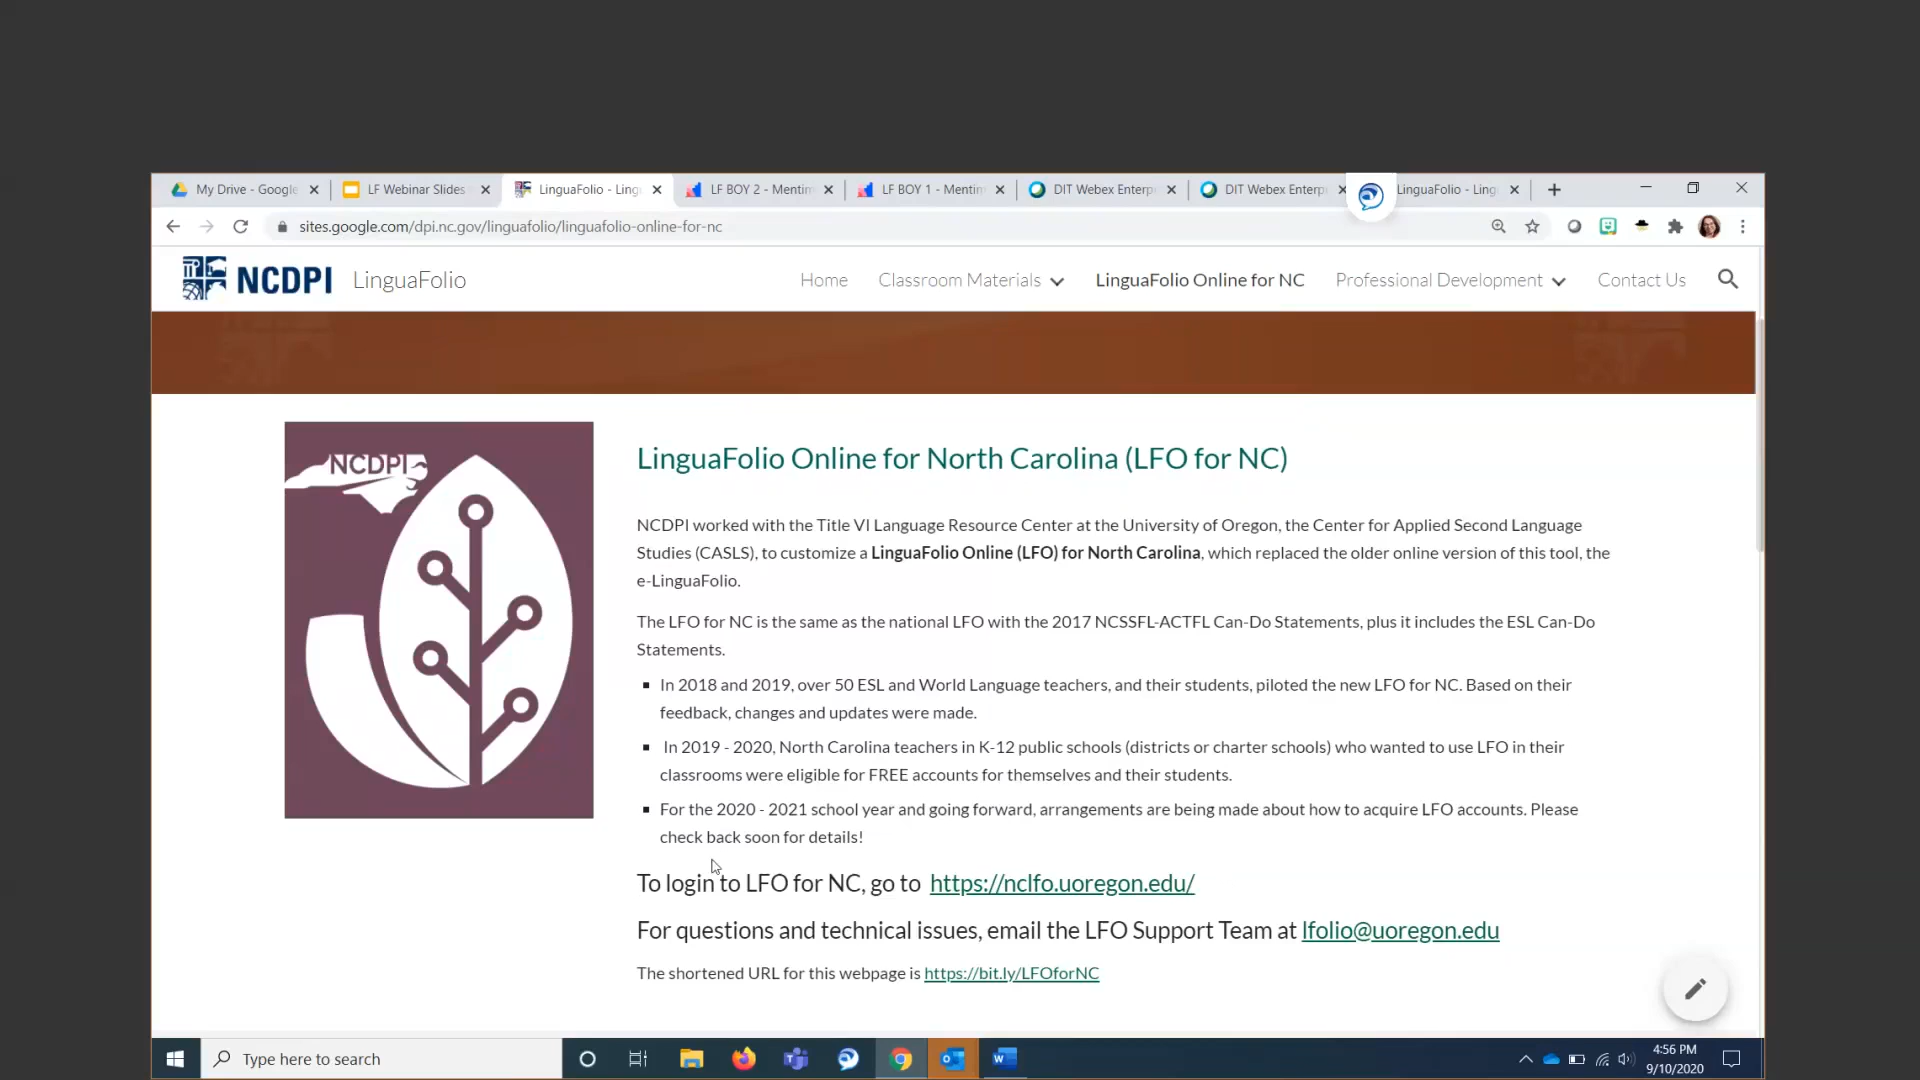 My Drive - Google
LF Webinar Slides
LinguaFolio - Ling
LF BOY 2 - Mentim
LF BOY 1 - Mentim
DIT Webex Enterp
DIT Webex Enterp
LinguaFolio - Ling
sites.google.com/dpi.nc.gov/linguafolio/linguafolio-online-for-nc
NCDPI LinguaFolio Home Classroom Materials LinguaFolio Online for NC Professional Development Contact Us
NCDPI
LinguaFolio Online for North Carolina (LFO for NC)
NCDPI worked with the Title VI Language Resource Center at the University of Oregon, the Center for Applied Second Language
Studies (CASLS), to customize a LinguaFolio Online (LFO) for North Carolina, which replaced the older online version of this tool, the
e-LinguaFolio.
The LFO for NC is the same as the national LFO with the 2017 NCSSFL-ACTFL Can-Do Statements, plus it includes the ESL Can-Do
Statements.
In 2018 and 2019, over 50 ESL and World Language teachers, and their students, piloted the new LFO for NC. Based on their
feedback, changes and updates were made.
In 2019 - 2020, North Carolina teachers in K-12 public schools (districts or charter schools) who wanted to use LFO in their
classrooms were eligible for FREE accounts for themselves and their students.
For the 2020 - 2021 school year and going forward, arrangements are being made about how to acquire LFO accounts. Please
check back soon for details!
To login to LFO for NC, go to https://nclfo.uoregon.edu/
For questions and technical issues, email the LFO Support Team at lfolio@uoregon.edu
The shortened URL for this webpage is https://bit.ly/LFOforNC
Type here to search
4:56 PM
9/10/2020